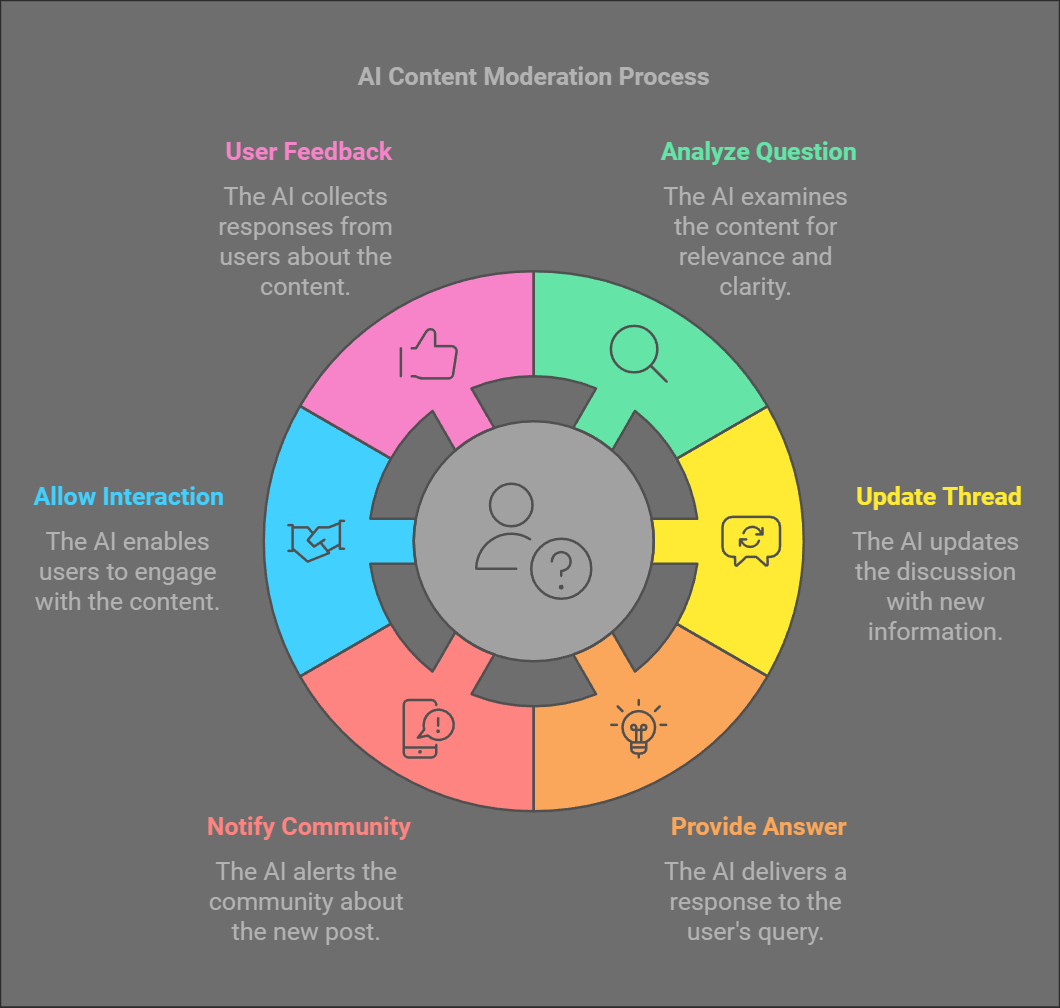 AI Content Moderation Process
User Feedback
The AI collects
responses from
users about the
content.
Analyze Question
The AI examines
the content for
relevance and
clarity.
Allow Interaction
The AI enables
users to engage
with the content.
Update Thread
The AI updates
the discussion
with new
information.
Notify Community
The AI alerts the
community about
the new post.
Provide Answer
The AI delivers a
response to the
user's query.